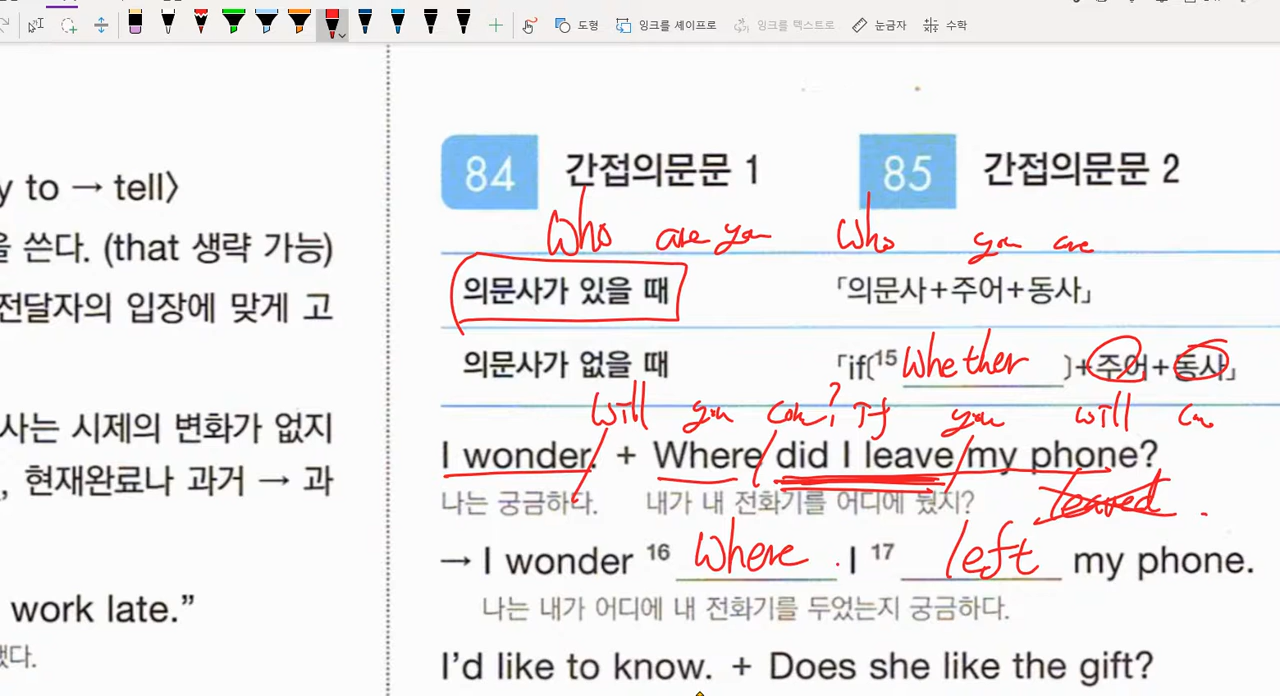 도형 잉크를 셰이프로 잉크를 텍스트로 눈금자 수학
y to → tell〉
을 쓴다. (that 생략 가능)
전달자의 입장에 맞게 고
사는 시제의 변화가 없지
, 현재완료나 과거 → 과
work late."
했다.
84 간접의문문 1 85 간접의문문 2
Who are you who you are
의문사가 있을 때 「의문사+주어+동사」
의문사가 없을 때 「if(15 whether )+주어+동사」
will you come? If you will
I wonder. + Where did I leave my phone?
나는 궁금하다. 내가 내 전화기를 어디에 뒀지?
leaved
→ I wonder 16 where I 17 left my phone.
나는 내가 어디에 내 전화기를 두었는지 궁금하다.
I'd like to know. + Does she like the gift?